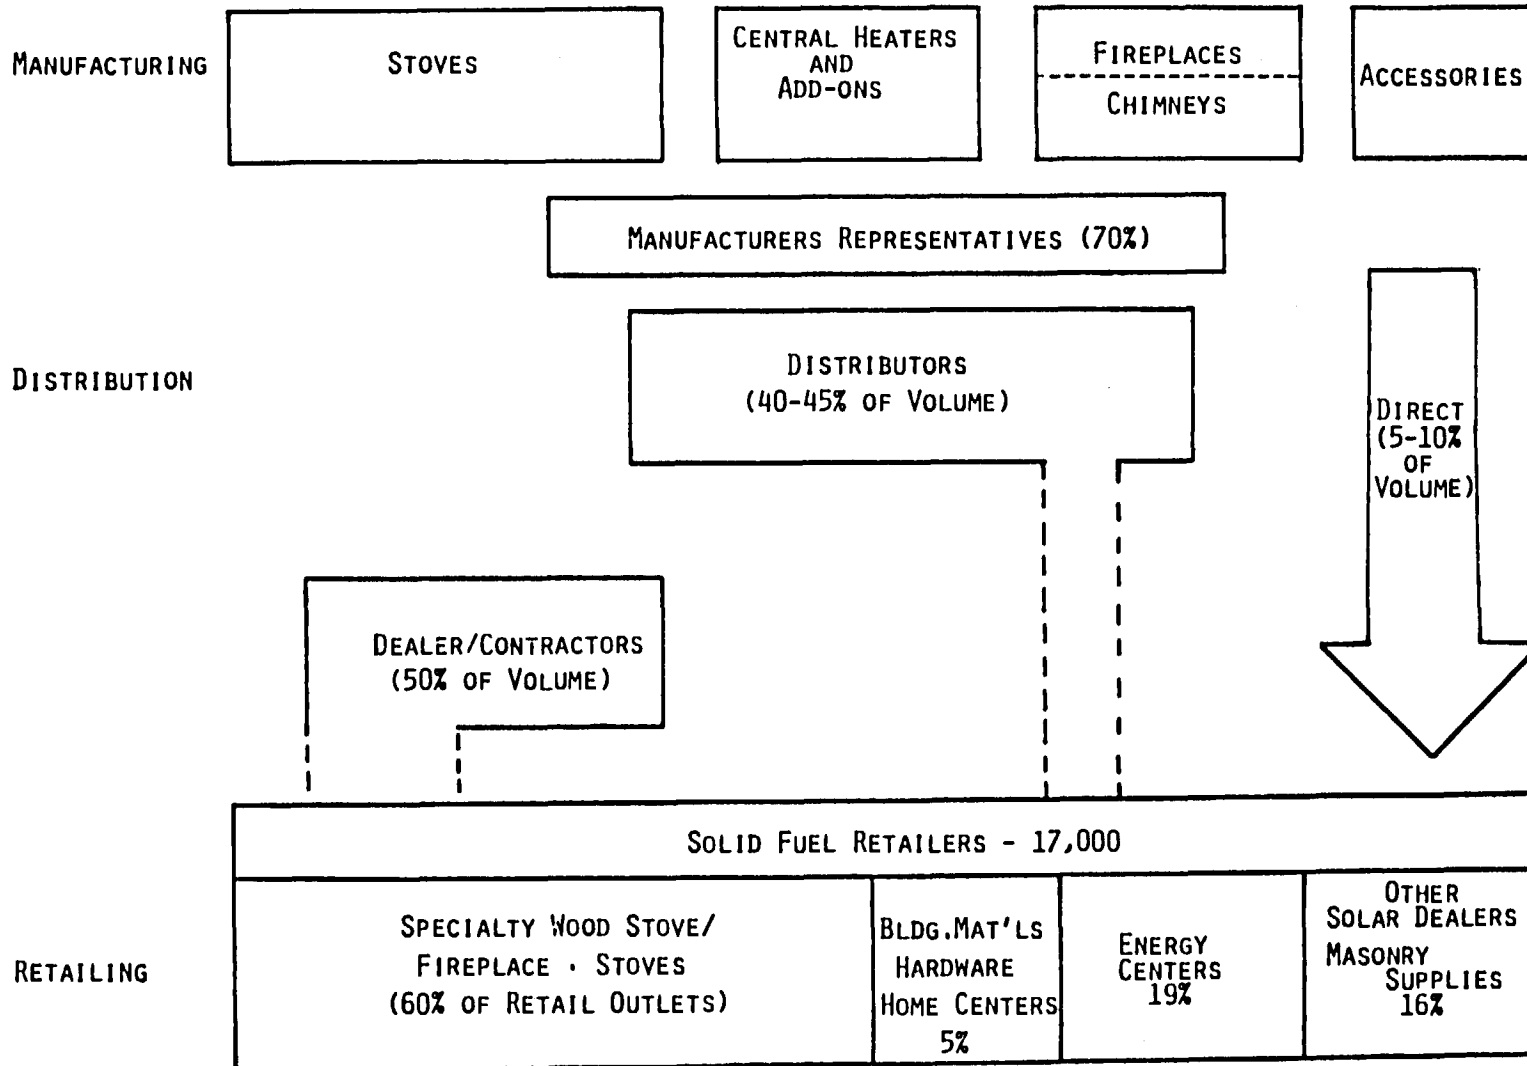 MANUFACTURING
STOVES
CENTRAL HEATERS
AND
ADD-ONS
FIREPLACES
CHIMNEYS
ACCESSORIES
MANUFACTURERS REPRESENTATIVES (70%)
DISTRIBUTION
DISTRIBUTORS
(40-45% OF VOLUME)
DIRECT
(5-10%
OF
VOLUME)
DEALER/CONTRACTORS
(50% OF VOLUME)
SOLID FUEL RETAILERS - 17,000
RETAILING
SPECIALTY WOOD STOVE/
FIREPLACE · STOVES
(60% OF RETAIL OUTLETS)
BLDG.MAT'LS
HARDWARE
HOME CENTERS
5%
ENERGY
CENTERS
19%
OTHER
SOLAR DEALERS
MASONRY
SUPPLIES
16%